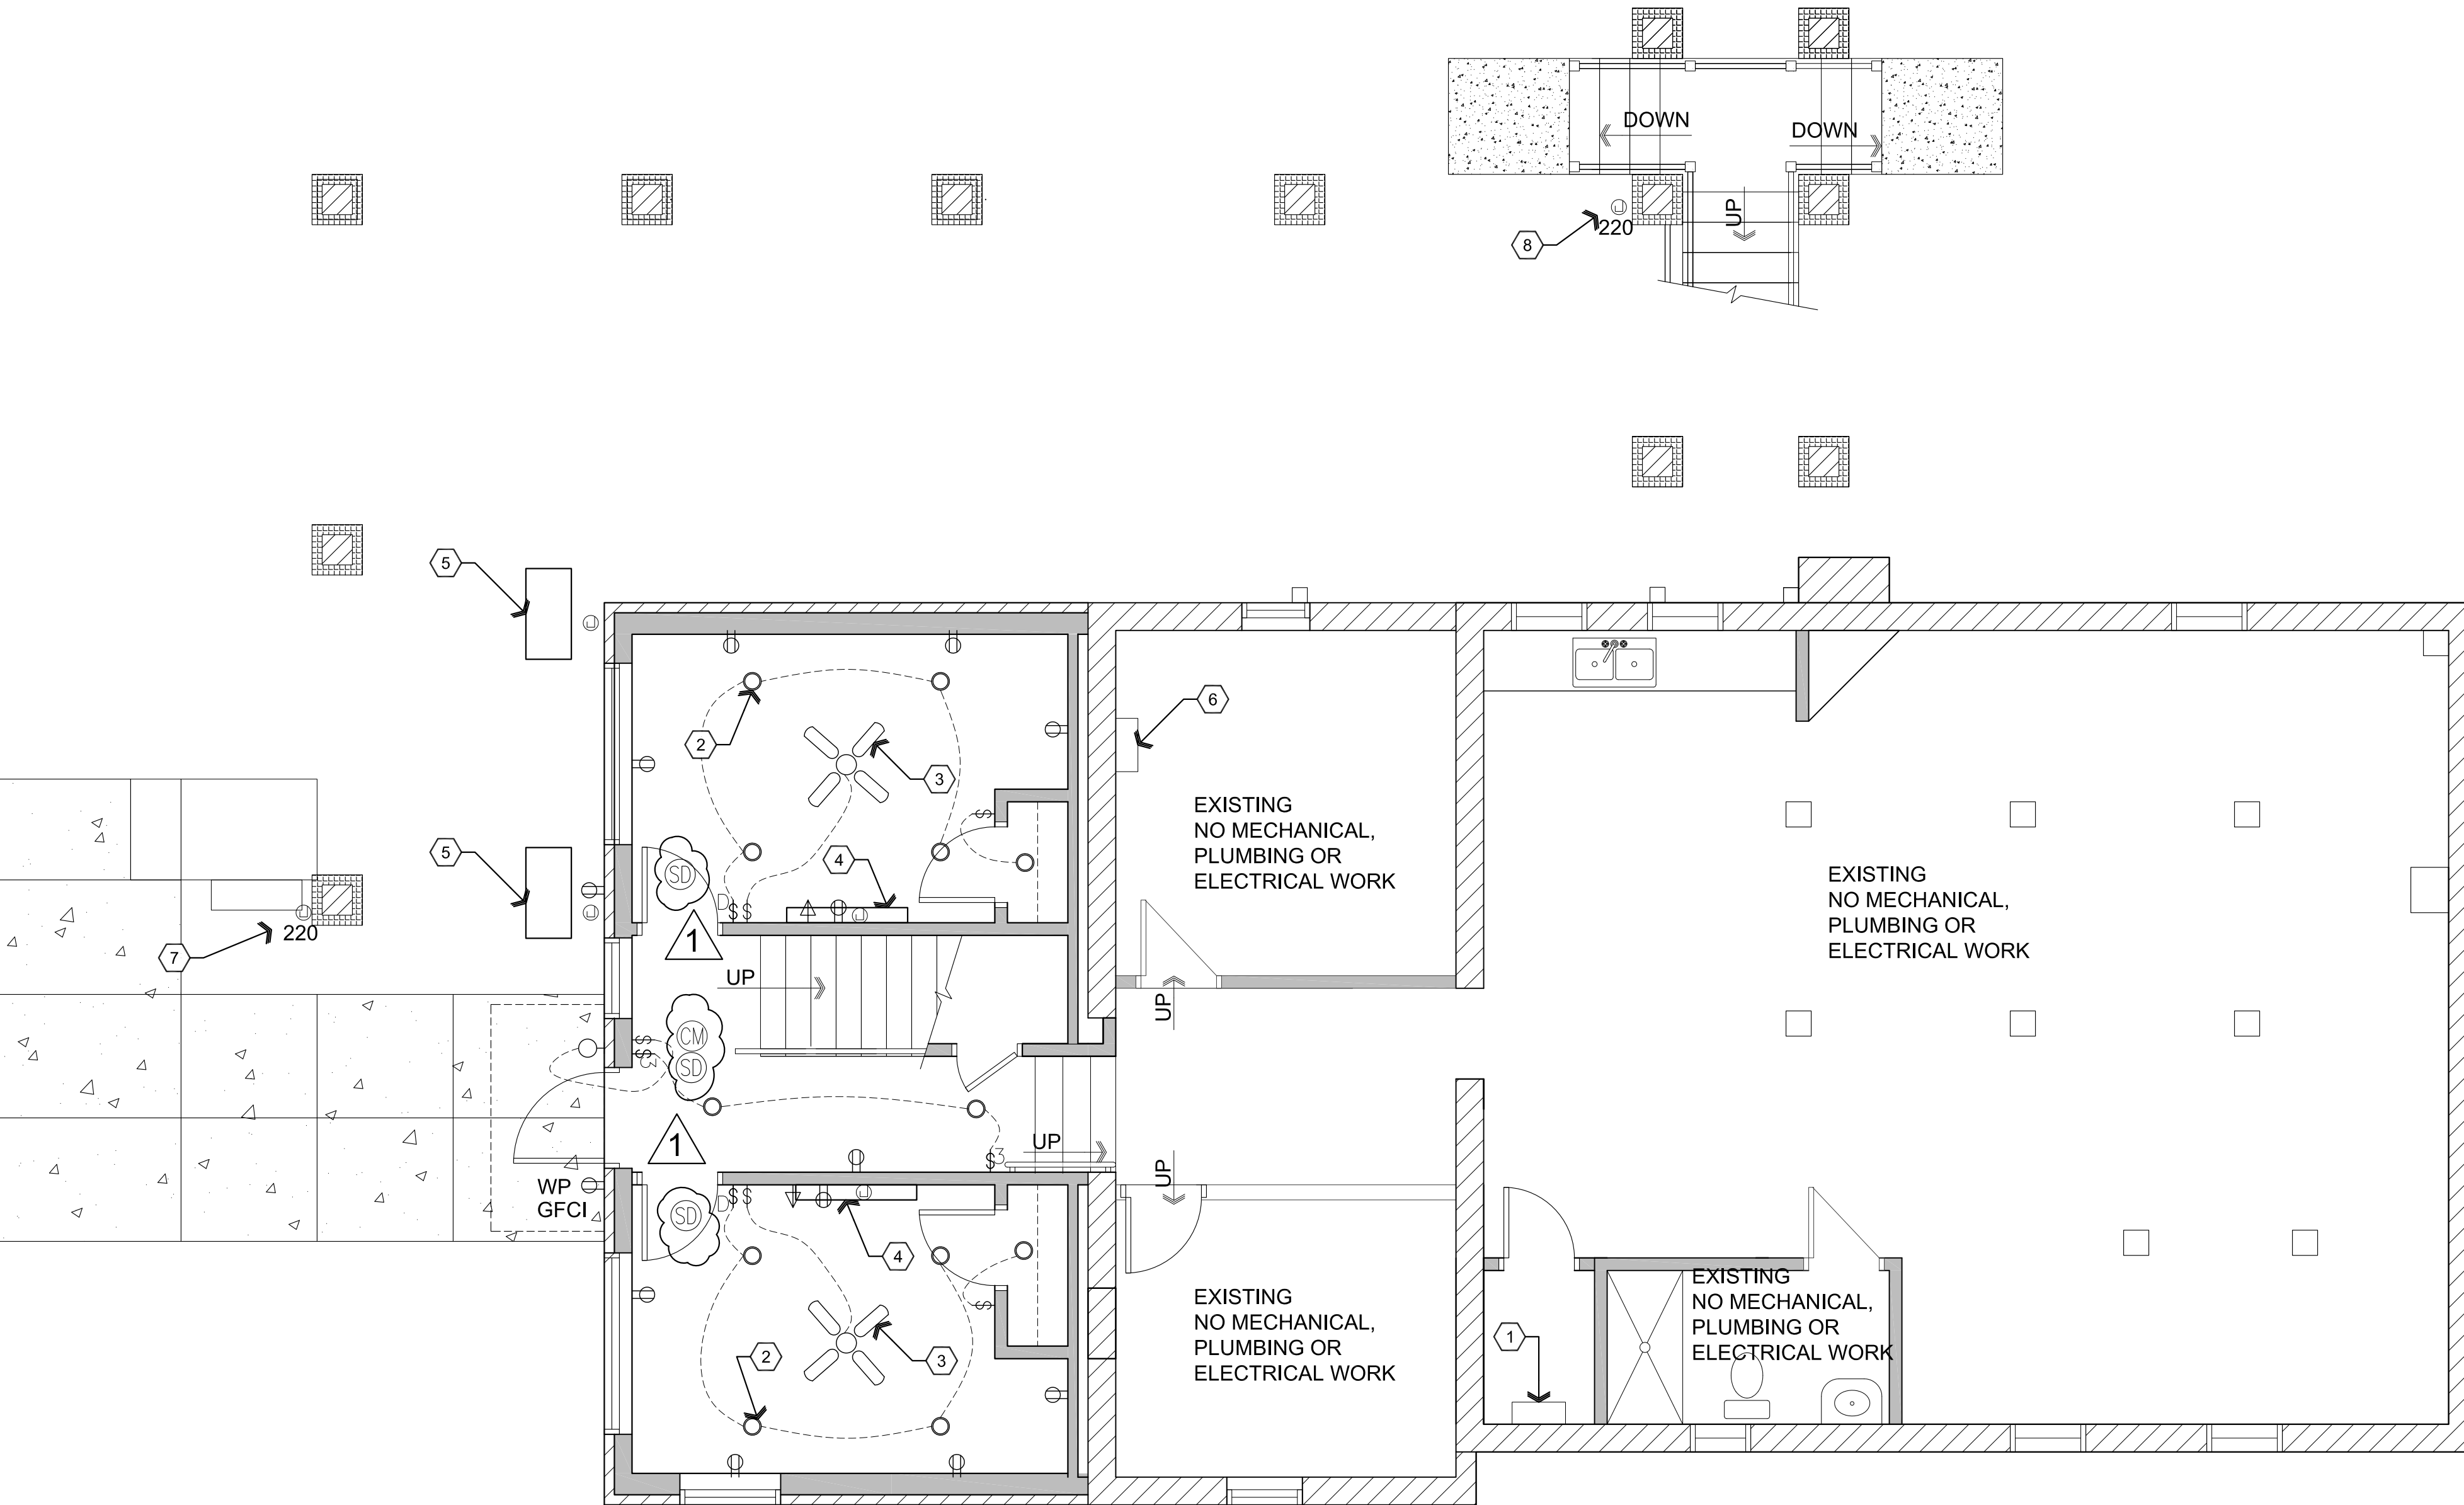 DOWN
DOWN
UP
220
8
5
6
2
3
EXISTING
NO MECHANICAL,
PLUMBING OR
ELECTRICAL WORK
5
4
SD
D
$
$
$
EXISTING
NO MECHANICAL,
PLUMBING OR
ELECTRICAL WORK
220
7
1
UP
UP
CM
SD
$
$
3
1
UP
$
3
UP
WP
GFCI
SD
D
$
$
4
$
EXISTING
NO MECHANICAL,
PLUMBING OR
ELECTRICAL WORK
EXISTING
NO MECHANICAL,
PLUMBING OR
ELECTRICAL WORK
1
2
3